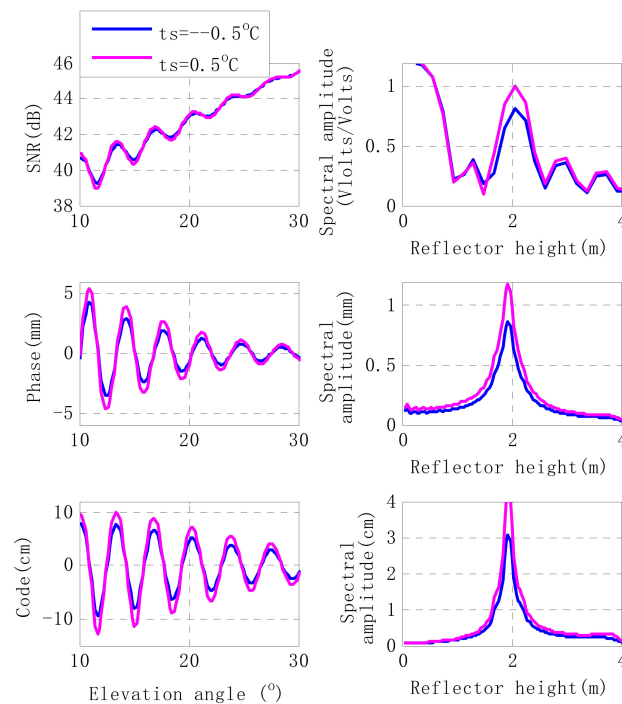 ts=--0.5°C
ts=0.5°C
46
44
42
40
38
SNR(dB)
10
20
30
Spectral amplitude
(Vlolts/Volts)
1
0.5
0
0
2
4
Reflector height(m)
5
0
-5
Phase(mm)
10
20
30
Spectral
amplitude(mm)
1
0.5
0
0
2
4
Reflector height(m)
10
0
-10
Code(cm)
10
20
30
Elevation angle (°)
Spectral
amplitude(cm)
4
3
2
1
0
0
2
4
Reflector height(m)